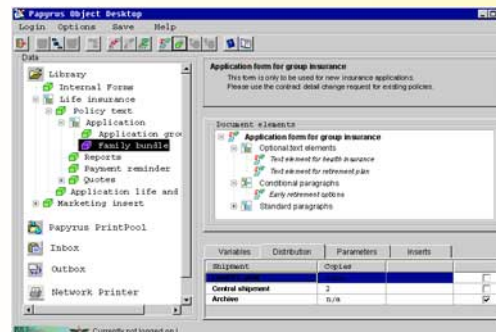 Papyrus Object Desktop
Login Options Save Help
Data
Library
Internal Forms
Life insurance
Policy text
Application
Application gro
Family bundle
Reports
Payment reminder
Quotes
Application life and
Marketing insert
Papyrus PrintPool
Inbox
Outbox
Network Printer
Application form for group insurance
This form is only to be used for new insurance applications.
Please use the contract detail change request for existing policies.
Document elements
Application form for group insurance
Optional text elements
Text element for health insurance
Text element for retirement plan
Conditional paragraphs
Early retirement options
Standard paragraphs
Variables Distribution Parameters Inserts
Shipment Copies
Central shipment 2
Archive n/a
Currently not logged on